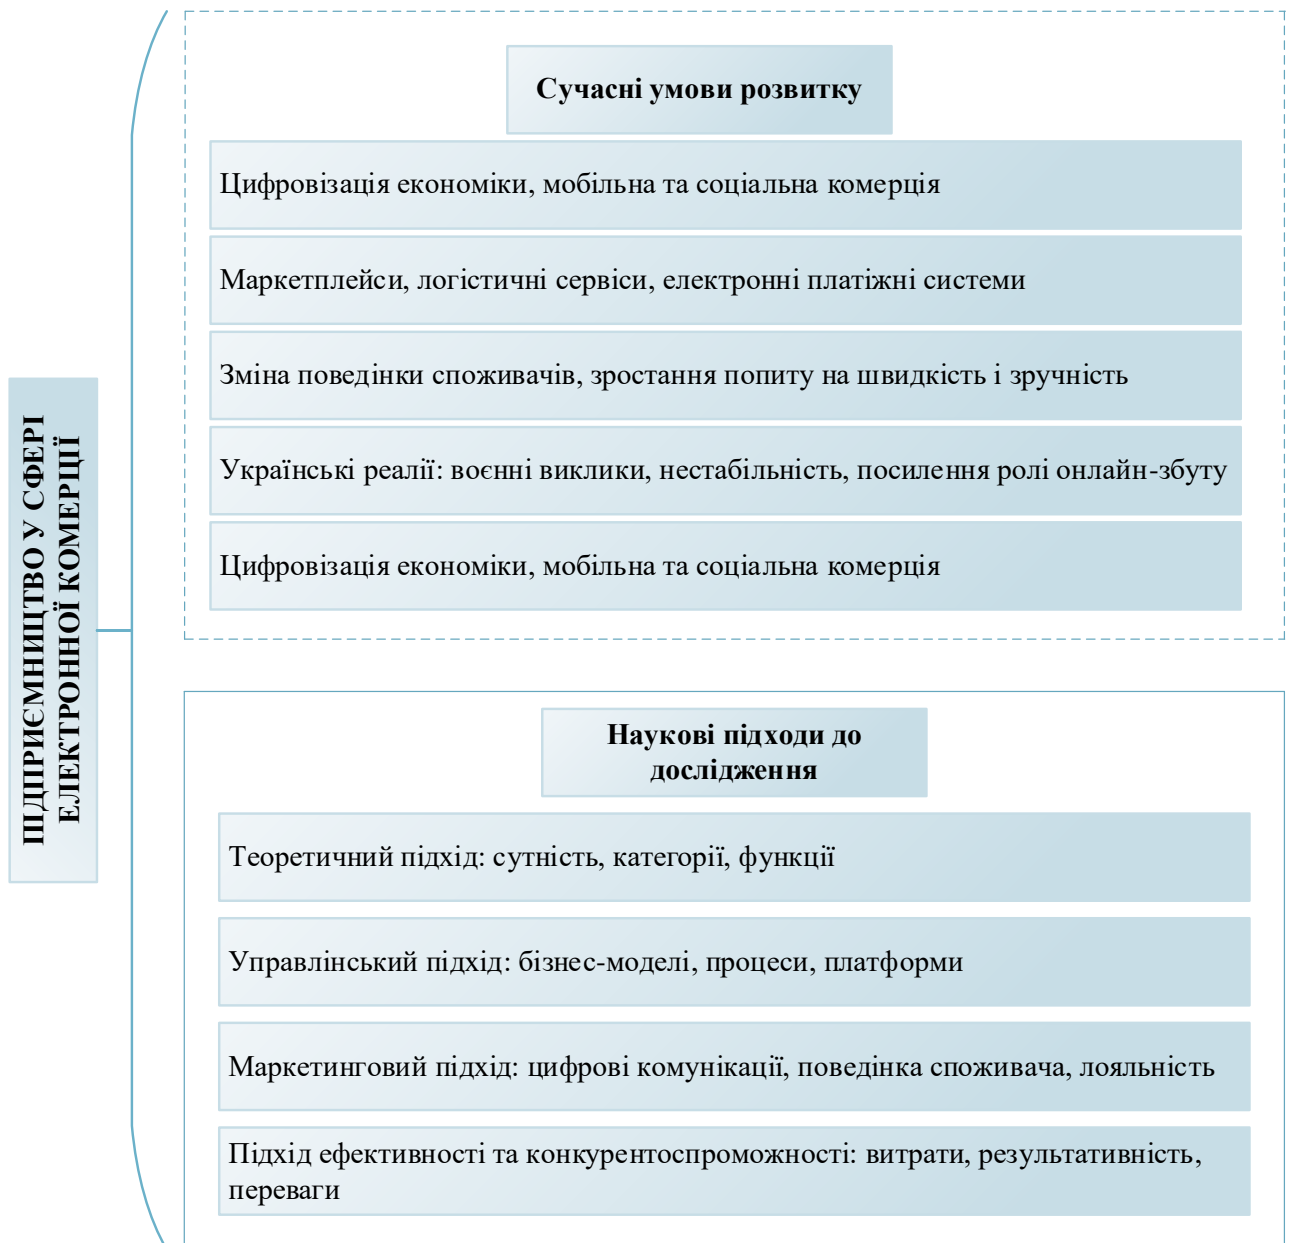 ПІДПРИЄМНИЦТВО У СФЕРІ
ЕЛЕКТРОННОЇ КОМЕРЦІЇ
Сучасні умови розвитку
Цифровізація економіки, мобільна та соціальна комерція
Маркетплейси, логістичні сервіси, електронні платіжні системи
Зміна поведінки споживачів, зростання попиту на швидкість і зручність
Українські реалії: воєнні виклики, нестабільність, посилення ролі онлайн-збуту
Цифровізація економіки, мобільна та соціальна комерція
Наукові підходи до
дослідження
Теоретичний підхід: сутність, категорії, функції
Управлінський підхід: бізнес-моделі, процеси, платформи
Маркетинговий підхід: цифрові комунікації, поведінка споживача, лояльність
Підхід ефективності та конкурентоспроможності: витрати, результативність,
переваги